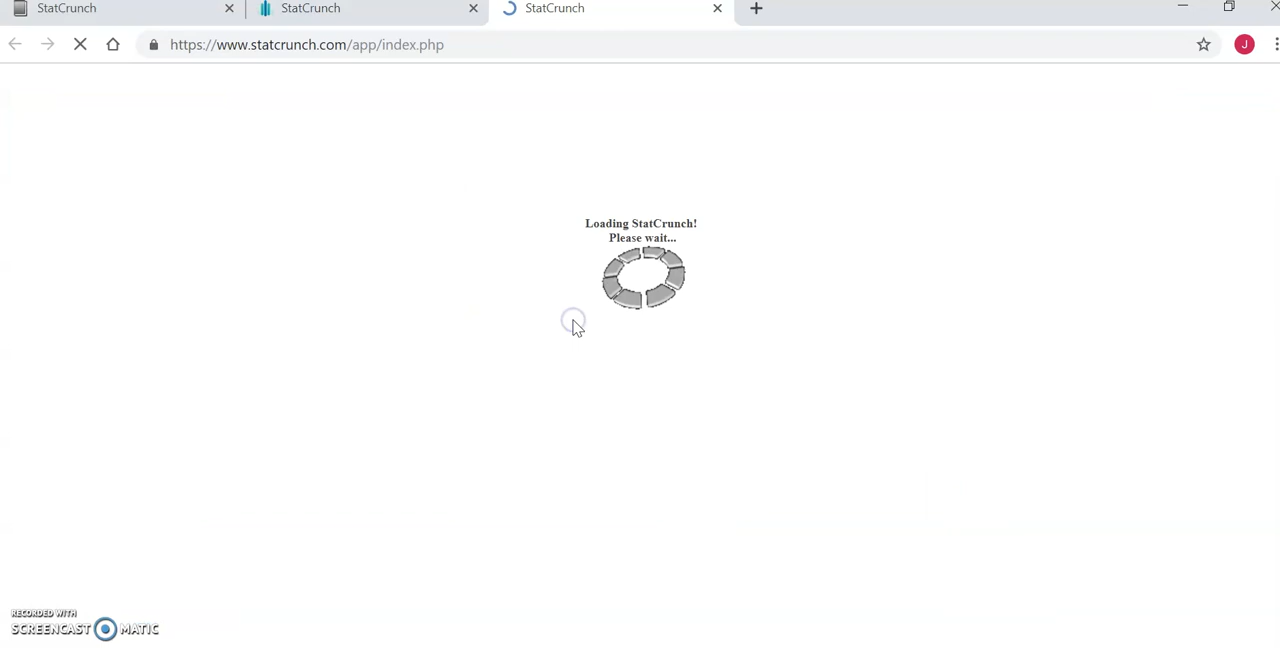 StatCrunch
StatCrunch
StatCrunch
https://www.statcrunch.com/app/index.php
J
Loading StatCrunch!
Please wait...
RECORDED WITH
SCREENCAST MATIC